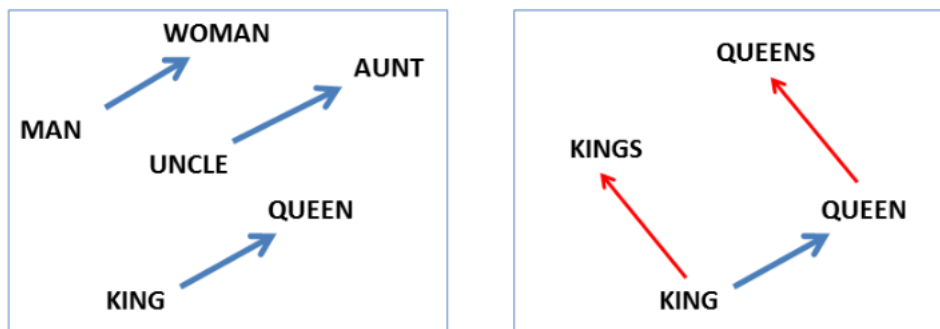 WOMAN
AUNT
MAN
UNCLE
QUEEN
KING
QUEENS
KINGS
QUEEN
KING